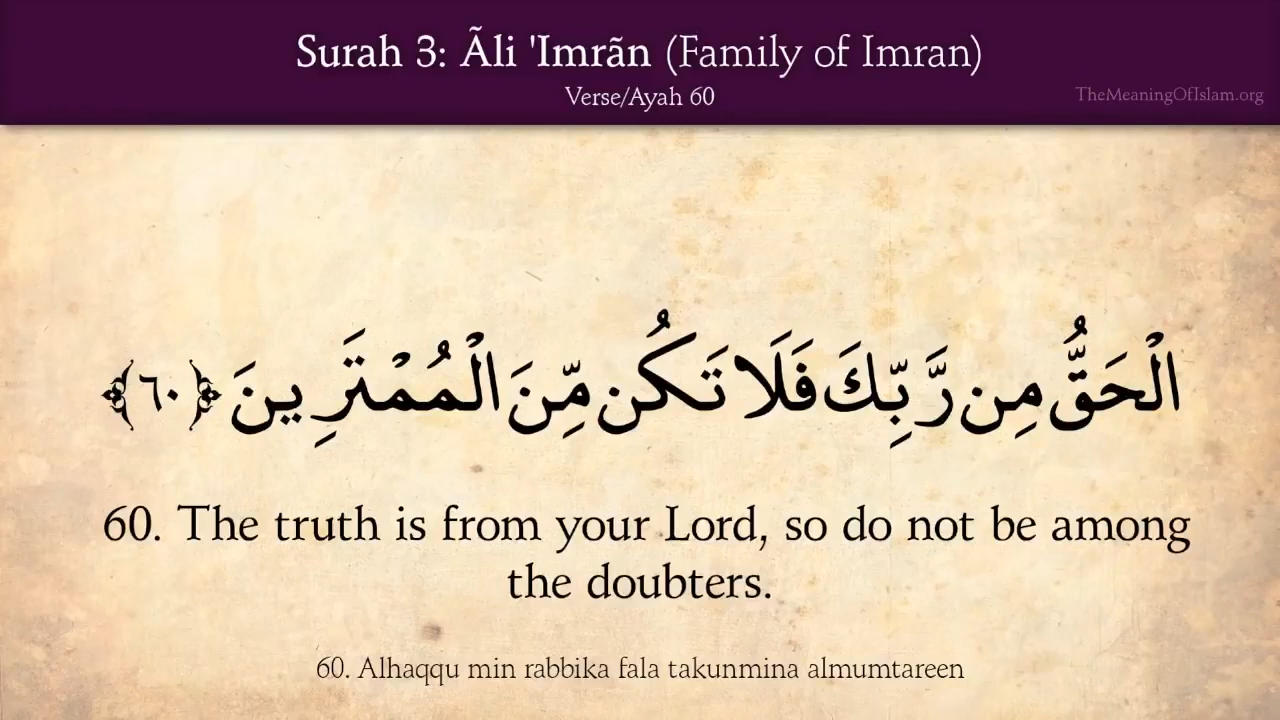 Surah 3: Ãli 'Imrãn (Family of Imran)
Verse/Ayah 60
TheMeaningOfIslam.org
الْحَقُّ مِن رَّبِّكَ فَلَا تَكُن مِّنَ الْمُمْتَرِينَ ﴿٦٠﴾
60. The truth is from your Lord, so do not be among
the doubters.
60. Alhaqqu min rabbika fala takunmina almumtareen